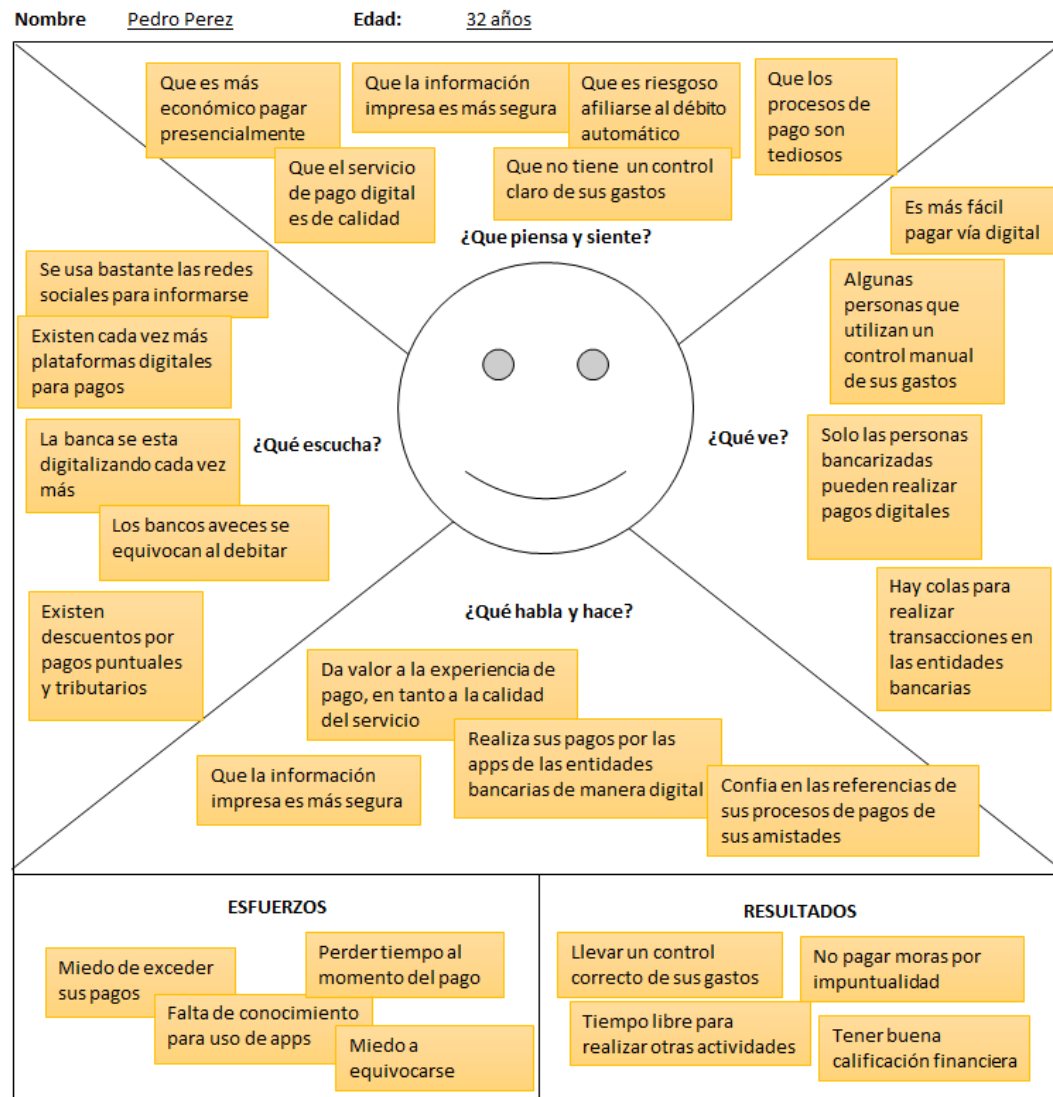 Nombre Pedro Perez Edad: 32 años
Que es más
económico pagar
presencialmente
Que la información
impresa es más segura
Que es riesgoso
afiliarse al débito
automático
Que los
procesos de
pago son
tediosos
Que el servicio
de pago digital
es de calidad
Que no tiene un control
claro de sus gastos
¿Que piensa y siente?
Es más fácil
pagar vía digital
Algunas
personas que
utilizan un
control manual
de sus gastos
¿Qué ve?
Solo las personas
bancarizadas
pueden realizar
pagos digitales
Hay colas para
realizar
transacciones en
las entidades
bancarias
Se usa bastante las redes
sociales para informarse
Existen cada vez más
plataformas digitales
para pagos
¿Qué escucha?
La banca se esta
digitalizando cada vez
más
Los bancos aveces se
equivocan al debitar
Existen
descuentos por
pagos puntuales
y tributarios
¿Qué habla y hace?
Da valor a la experiencia de
pago, en tanto a la calidad
del servicio
Realiza sus pagos por las
apps de las entidades
bancarias de manera digital
Que la información
impresa es más segura
Confia en las referencias de
sus procesos de pagos de
sus amistades
ESFUERZOS
Miedo de exceder
sus pagos
Perder tiempo al
momento del pago
Falta de conocimiento
para uso de apps
Miedo a
equivocarse
RESULTADOS
Llevar un control
correcto de sus gastos
No pagar moras por
impuntualidad
Tiempo libre para
realizar otras actividades
Tener buena
calificación financiera